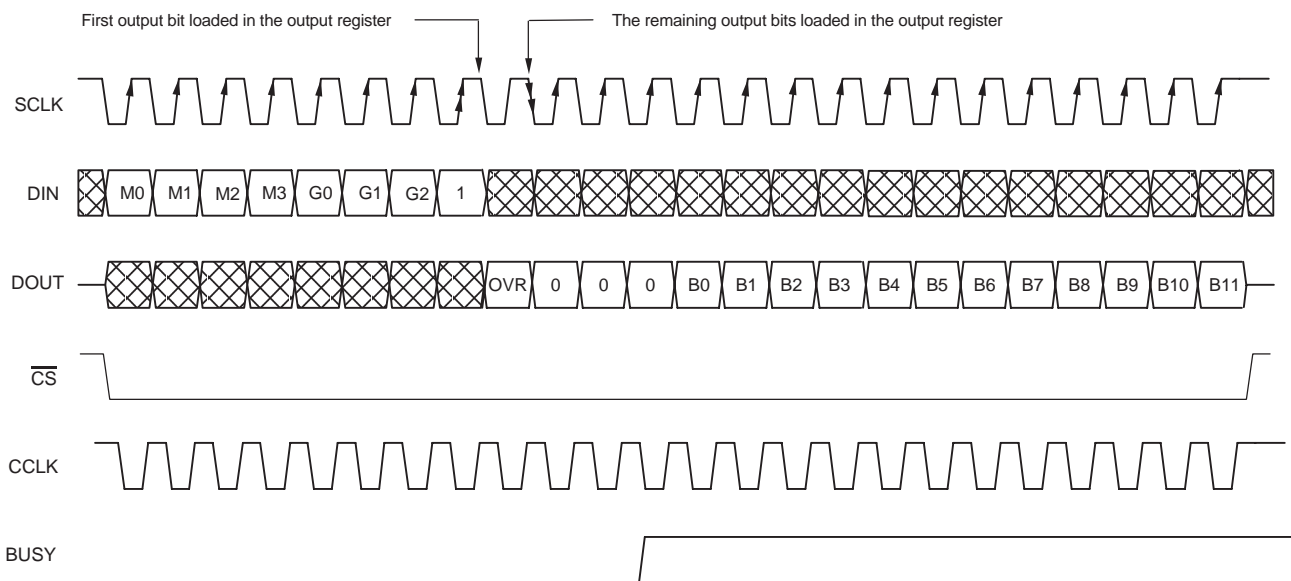 First output bit loaded in the output register The remaining output bits loaded in the output register
SCLK
DIN M0 M1 M2 M3 G0 G1 G2 1
DOUT OVR 0 0 0 B0 B1 B2 B3 B4 B5 B6 B7 B8 B9 B10 B11
CS
CCLK
BUSY